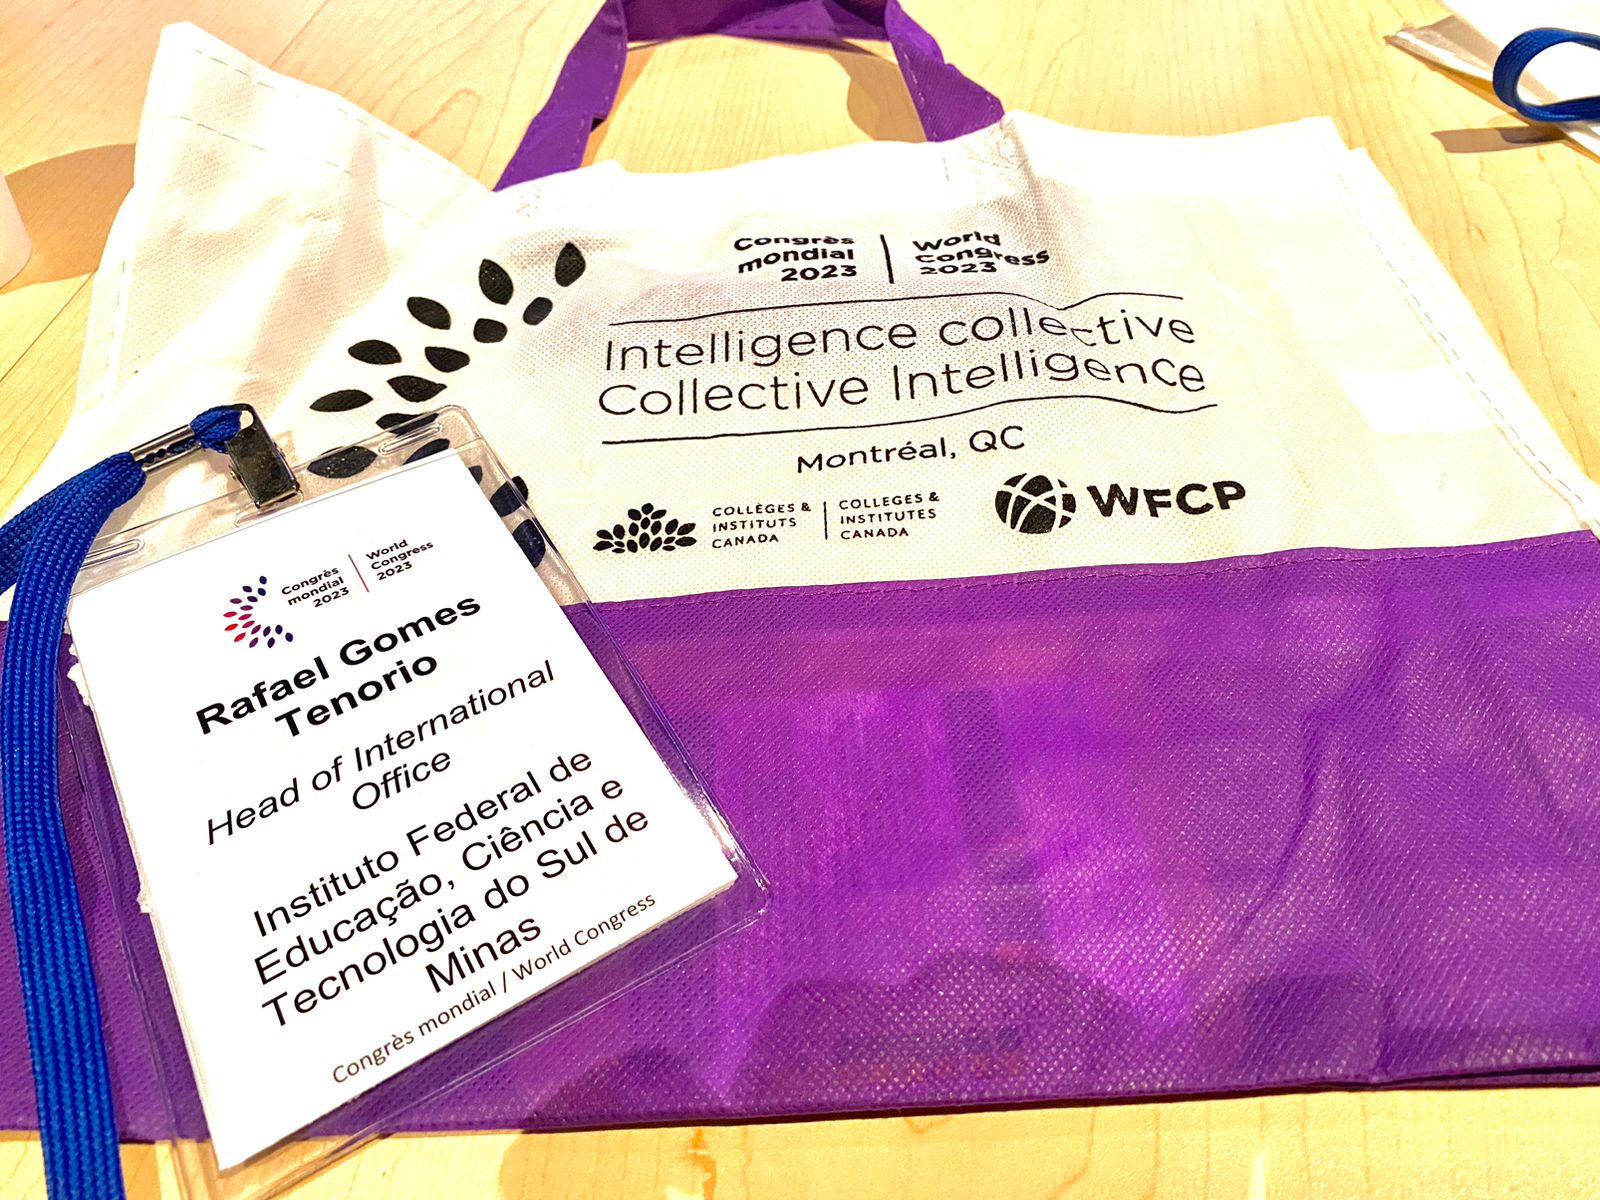 Congrès
mondial
2023
World
Congress
2023
Intelligence collective
Collective Intelligence
Montréal, QC
COLLÈGES &
INSTITUTS
CANADA
COLLEGES &
INSTITUTES
CANADA
WFCP
Congrès
mondial
2023
World
Congress
2023
Rafael Gomes
Tenorio
Head of International
Office
Instituto Federal de
Educação, Ciência e
Tecnologia do Sul de
Minas
Congrès mondial / World Congress